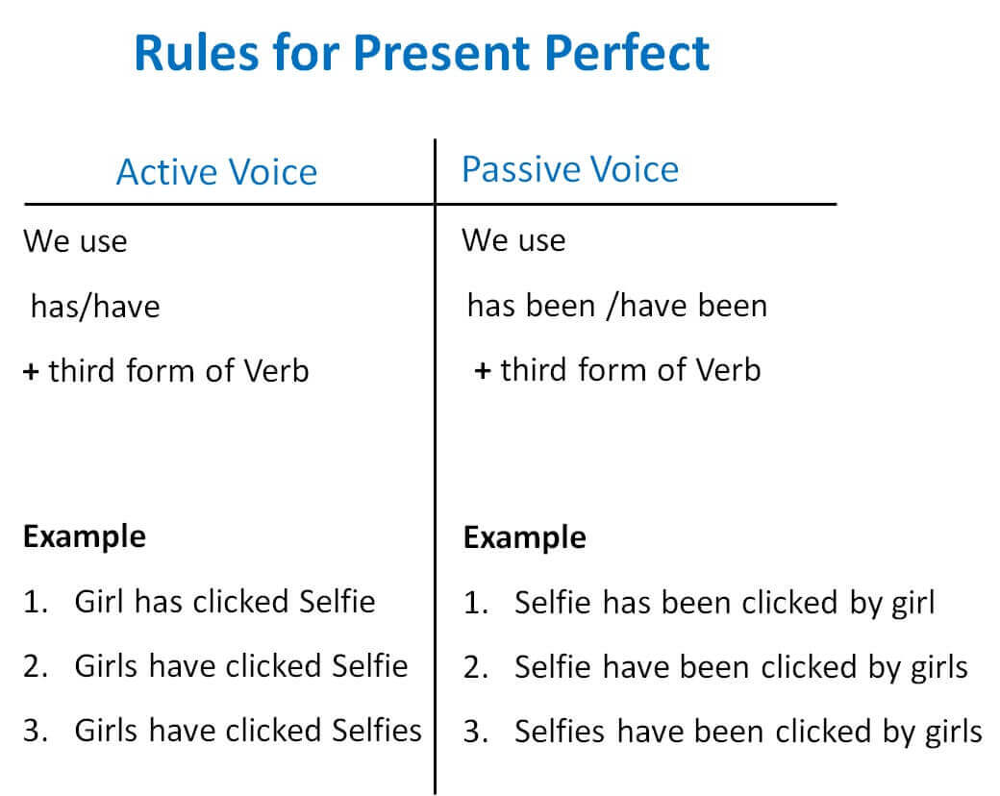 Rules for Present Perfect
Active Voice
We use
has/have
+ third form of Verb
Example
1. Girl has clicked Selfie
2. Girls have clicked Selfie
3. Girls have clicked Selfies
Passive Voice
We use
has been /have been
+ third form of Verb
Example
1. Selfie has been clicked by girl
2. Selfie have been clicked by girls
3. Selfies have been clicked by girls